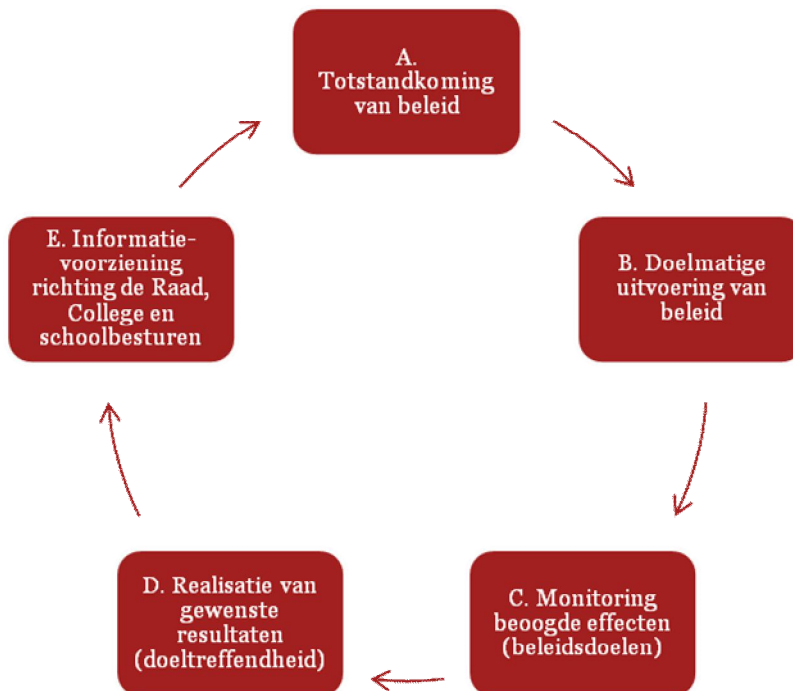 A.
Totstandkoming
van beleid
B. Doelmatige
uitvoering van
beleid
C. Monitoring
beoogde effecten
(beleidsdoelen)
D. Realisatie van
gewenste
resultaten
(doeltreffendheid)
E. Informatie-
voorziening
richting de Raad,
College en
schoolbesturen